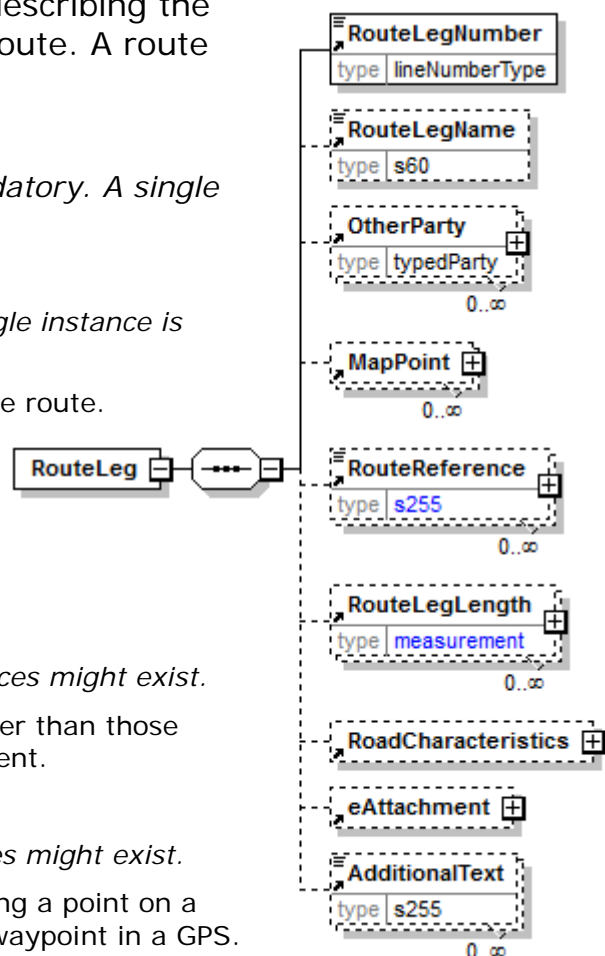 describing the
oute. A route
datory. A single
gle instance is
e route.
ces might exist.
er than those
ent.
es might exist.
ng a point on a
waypoint in a GPS.
RouteLeg
RouteLegNumber
type lineNumberType
RouteLegName
type s60
OtherParty
type typedParty
0..∞
MapPoint
0..∞
RouteReference
type s255
0..∞
RouteLegLength
type measurement
0..∞
RoadCharacteristics
eAttachment
AdditionalText
type s255
0..∞